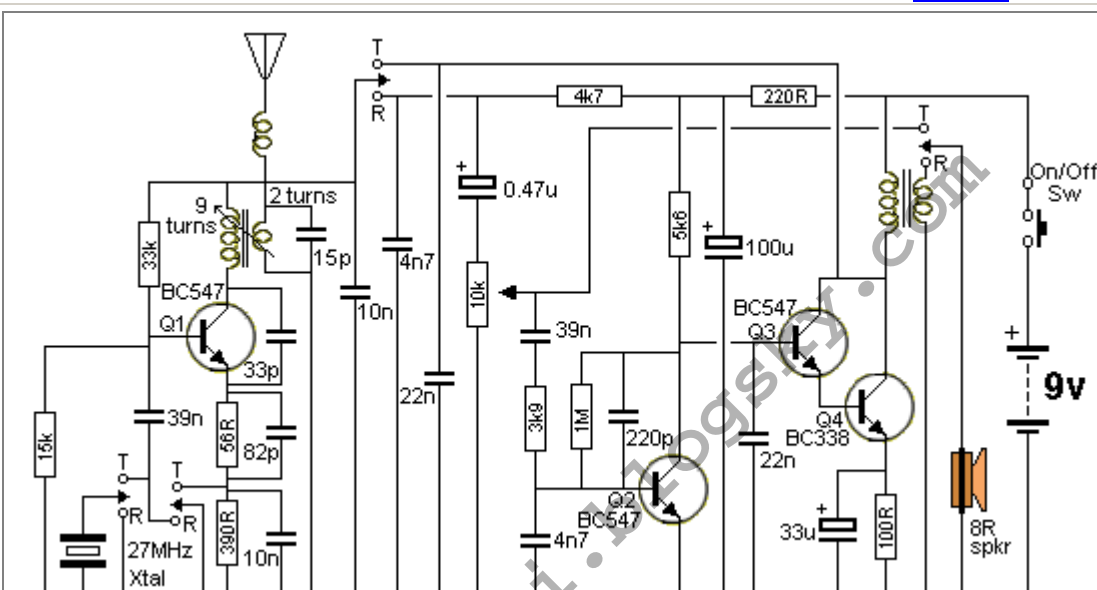 T
R
4k7
220R
T
R
On/Off
Sw
2 turns
9
turns
0.47u
33k
15p
4n7
5k6
100u
BC547
Q1
10k
10n
BC547
Q3
39n
+
9v
33p
22n
39n
3k9
1M
220p
Q4
BC338
15k
56R
82p
22n
T
T
R
R
Q2
BC547
+
+
+
390R
10n
4n7
33u
100R
8R
spkr
27MHz
Xtal
i.blogsky.com